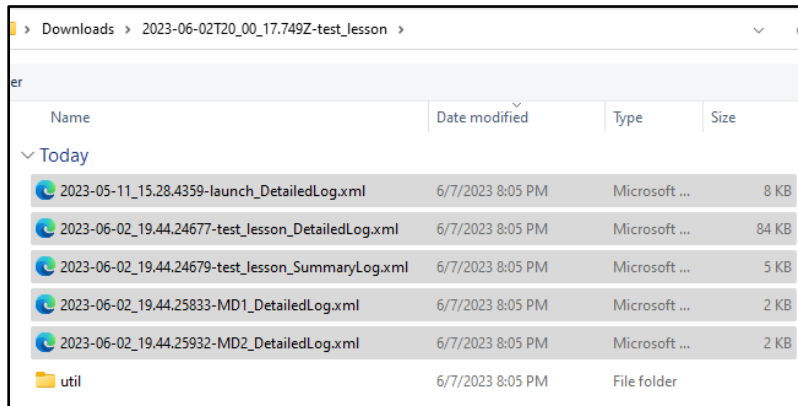 Downloads > 2023-06-02T20_00_17.749Z-test_lesson >
er
Name Date modified Type Size
Today
2023-05-11_15.28.4359-launch_DetailedLog.xml 6/7/2023 8:05 PM Microsoft ... 8 KB
2023-06-02_19.44.24677-test_lesson_DetailedLog.xml 6/7/2023 8:05 PM Microsoft ... 84 KB
2023-06-02_19.44.24679-test_lesson_SummaryLog.xml 6/7/2023 8:05 PM Microsoft ... 5 KB
2023-06-02_19.44.25833-MD1_DetailedLog.xml 6/7/2023 8:05 PM Microsoft ... 2 KB
2023-06-02_19.44.25932-MD2_DetailedLog.xml 6/7/2023 8:05 PM Microsoft ... 2 KB
util 6/7/2023 8:05 PM File folder